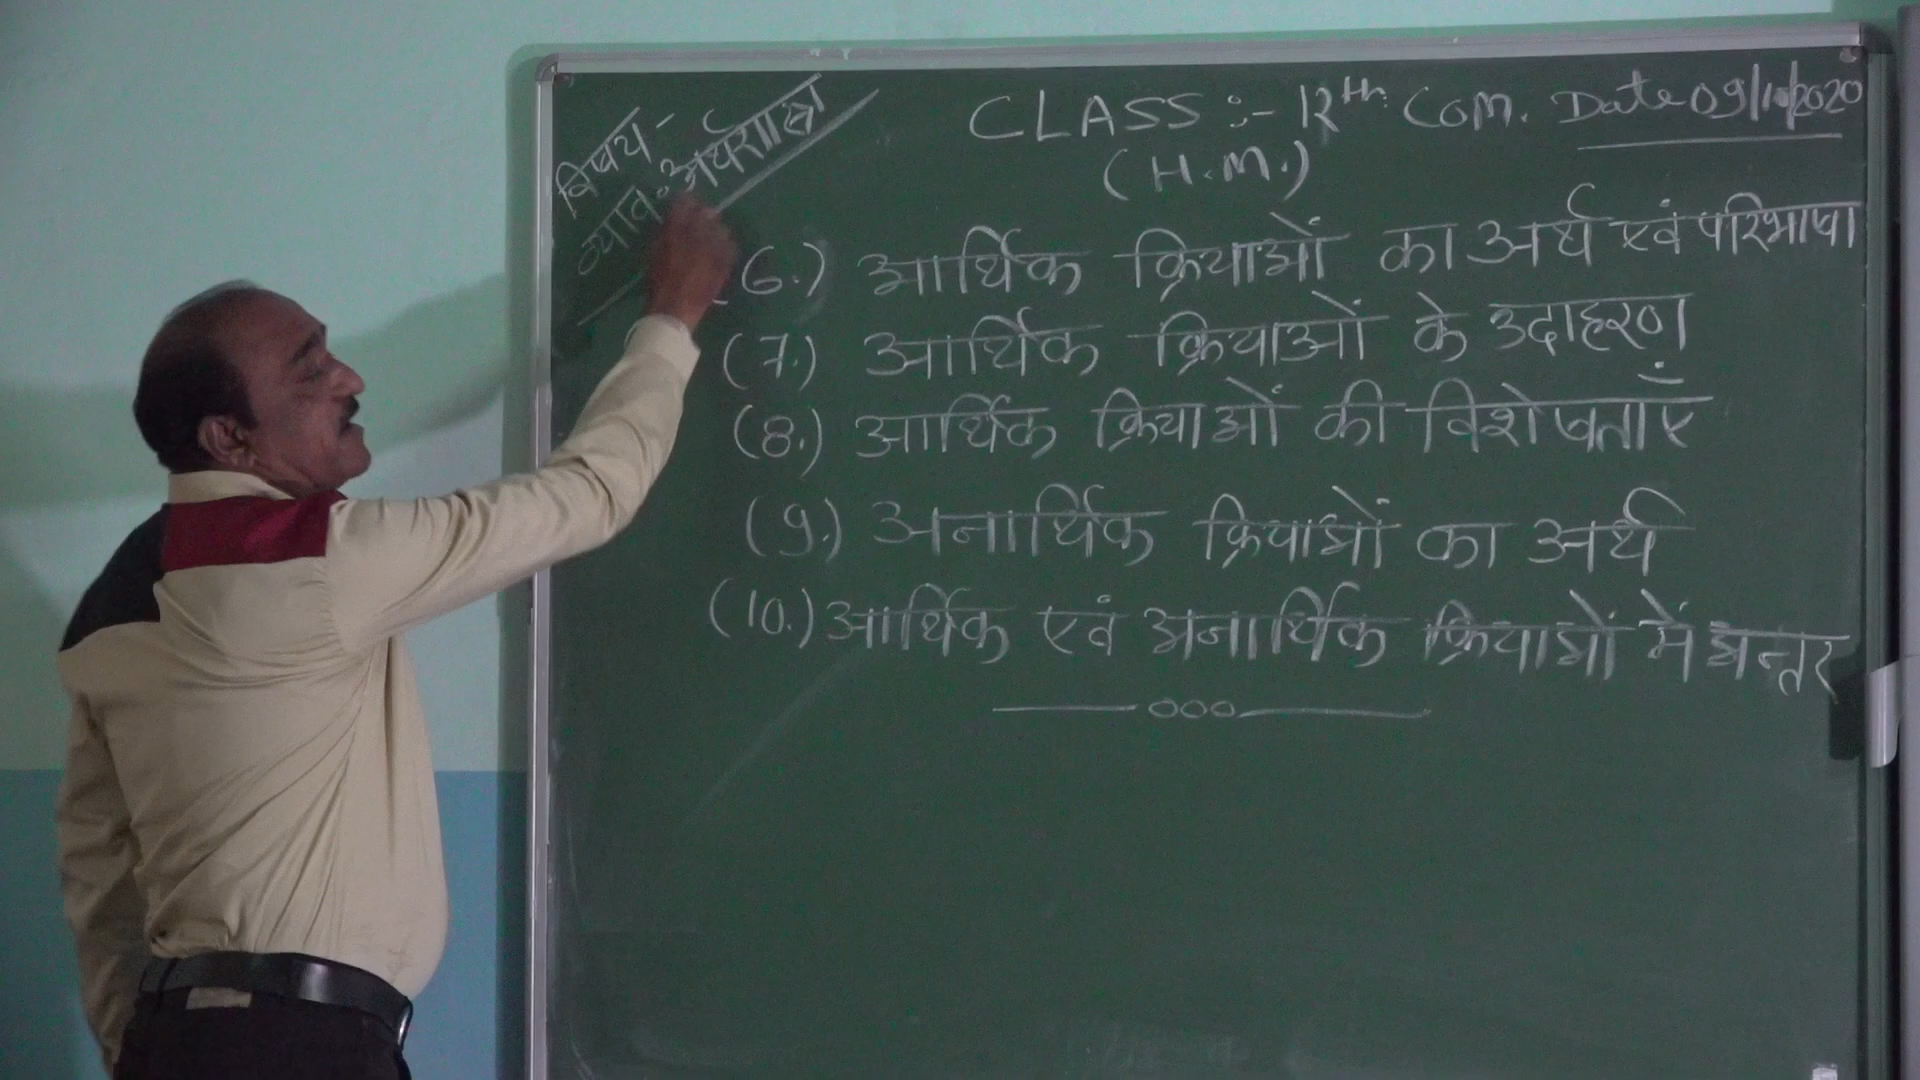 विषय-
व्याव: अर्थशास्त्र
CLASS :- 12th Com. Date 09/10/2020
(H.M.)
(6.) आर्थिक क्रियाओं का अर्थ एवं परिभाषा
(7.) आर्थिक क्रियाओं के उदाहरण
(8.) आर्थिक क्रियाओं की विशेषताएँ
(9.) अनार्थिक क्रियाओं का अर्थ
(10.) आर्थिक एवं अनार्थिक क्रियाओं में अन्तर